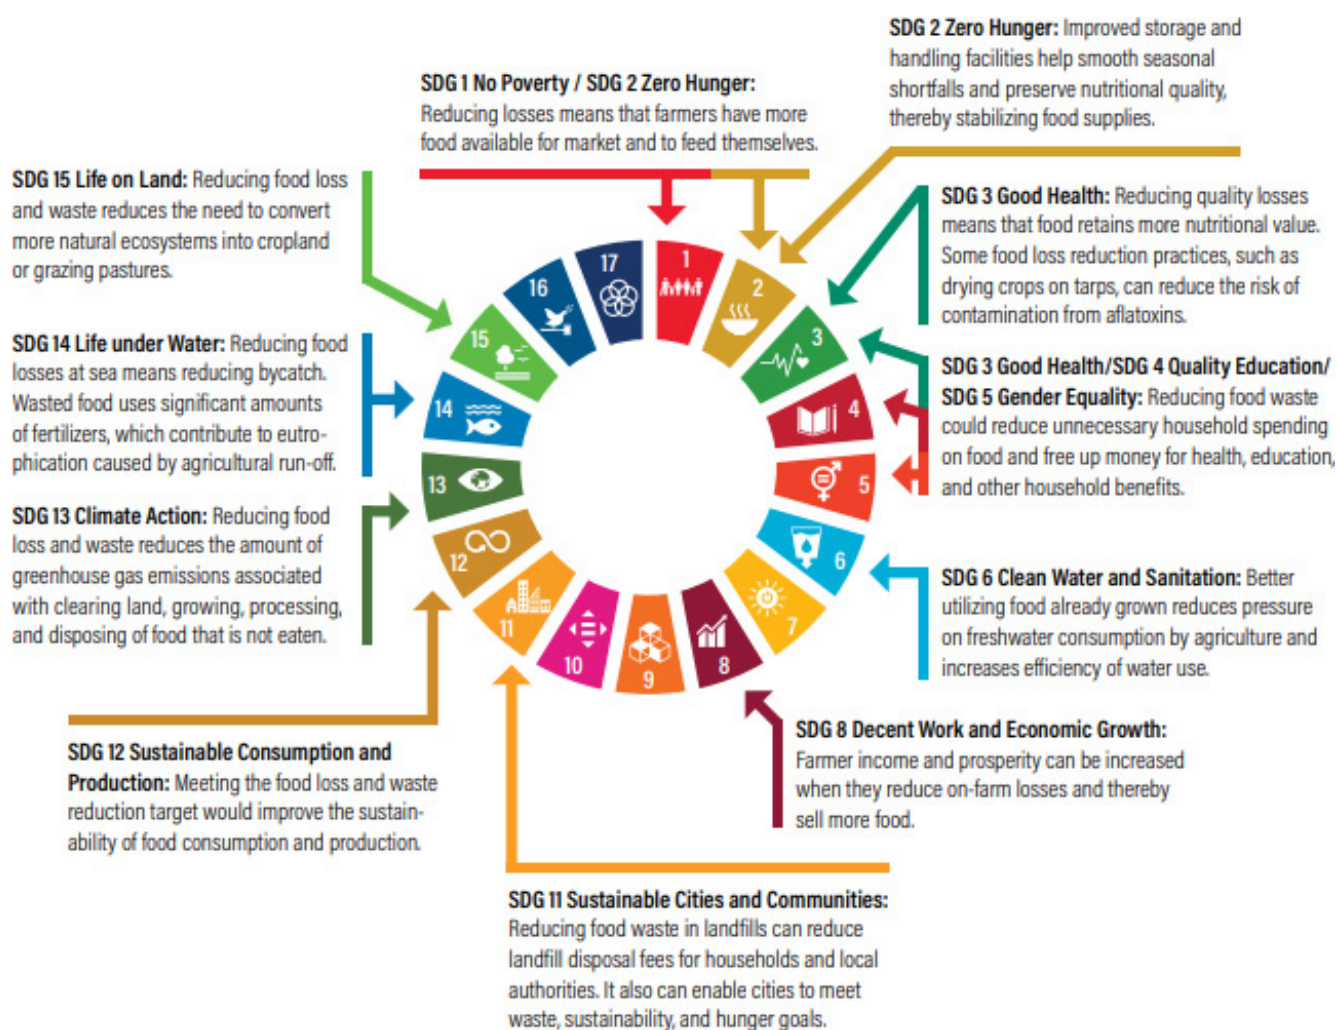 SDG 1 No Poverty / SDG 2 Zero Hunger:
Reducing losses means that farmers have more
food available for market and to feed themselves.
SDG 2 Zero Hunger: Improved storage and
handling facilities help smooth seasonal
shortfalls and preserve nutritional quality,
thereby stabilizing food supplies.
SDG 3 Good Health: Reducing quality losses
means that food retains more nutritional value.
Some food loss reduction practices, such as
drying crops on tarps, can reduce the risk of
contamination from aflatoxins.
SDG 3 Good Health/SDG 4 Quality Education/
SDG 5 Gender Equality: Reducing food waste
could reduce unnecessary household spending
on food and free up money for health, education,
and other household benefits.
SDG 6 Clean Water and Sanitation: Better
utilizing food already grown reduces pressure
on freshwater consumption by agriculture and
increases efficiency of water use.
SDG 8 Decent Work and Economic Growth:
Farmer income and prosperity can be increased
when they reduce on-farm losses and thereby
sell more food.
SDG 11 Sustainable Cities and Communities:
Reducing food waste in landfills can reduce
landfill disposal fees for households and local
authorities. It also can enable cities to meet
waste, sustainability, and hunger goals.
SDG 12 Sustainable Consumption and
Production: Meeting the food loss and waste
reduction target would improve the sustain-
ability of food consumption and production.
SDG 13 Climate Action: Reducing food
loss and waste reduces the amount of
greenhouse gas emissions associated
with clearing land, growing, processing,
and disposing of food that is not eaten.
SDG 14 Life under Water: Reducing food
losses at sea means reducing bycatch.
Wasted food uses significant amounts
of fertilizers, which contribute to eutro-
phication caused by agricultural run-off.
SDG 15 Life on Land: Reducing food loss
and waste reduces the need to convert
more natural ecosystems into cropland
or grazing pastures.
1
2
3
4
5
6
7
8
9
10
11
12
13
14
15
16
17